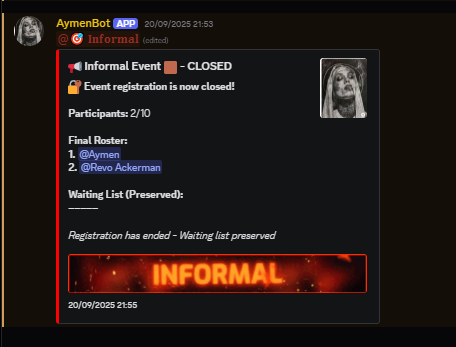 AymenBot APP 20/09/2025 21:53
@🎯 Informal (edited)
📢 Informal Event 🟫 - CLOSED
🔒 Event registration is now closed!
Participants: 2/10
Final Roster:
1. @Aymen
2. @Revo Ackerman
Waiting List (Preserved):
-----
Registration has ended - Waiting list preserved
INFORMAL
20/09/2025 21:55